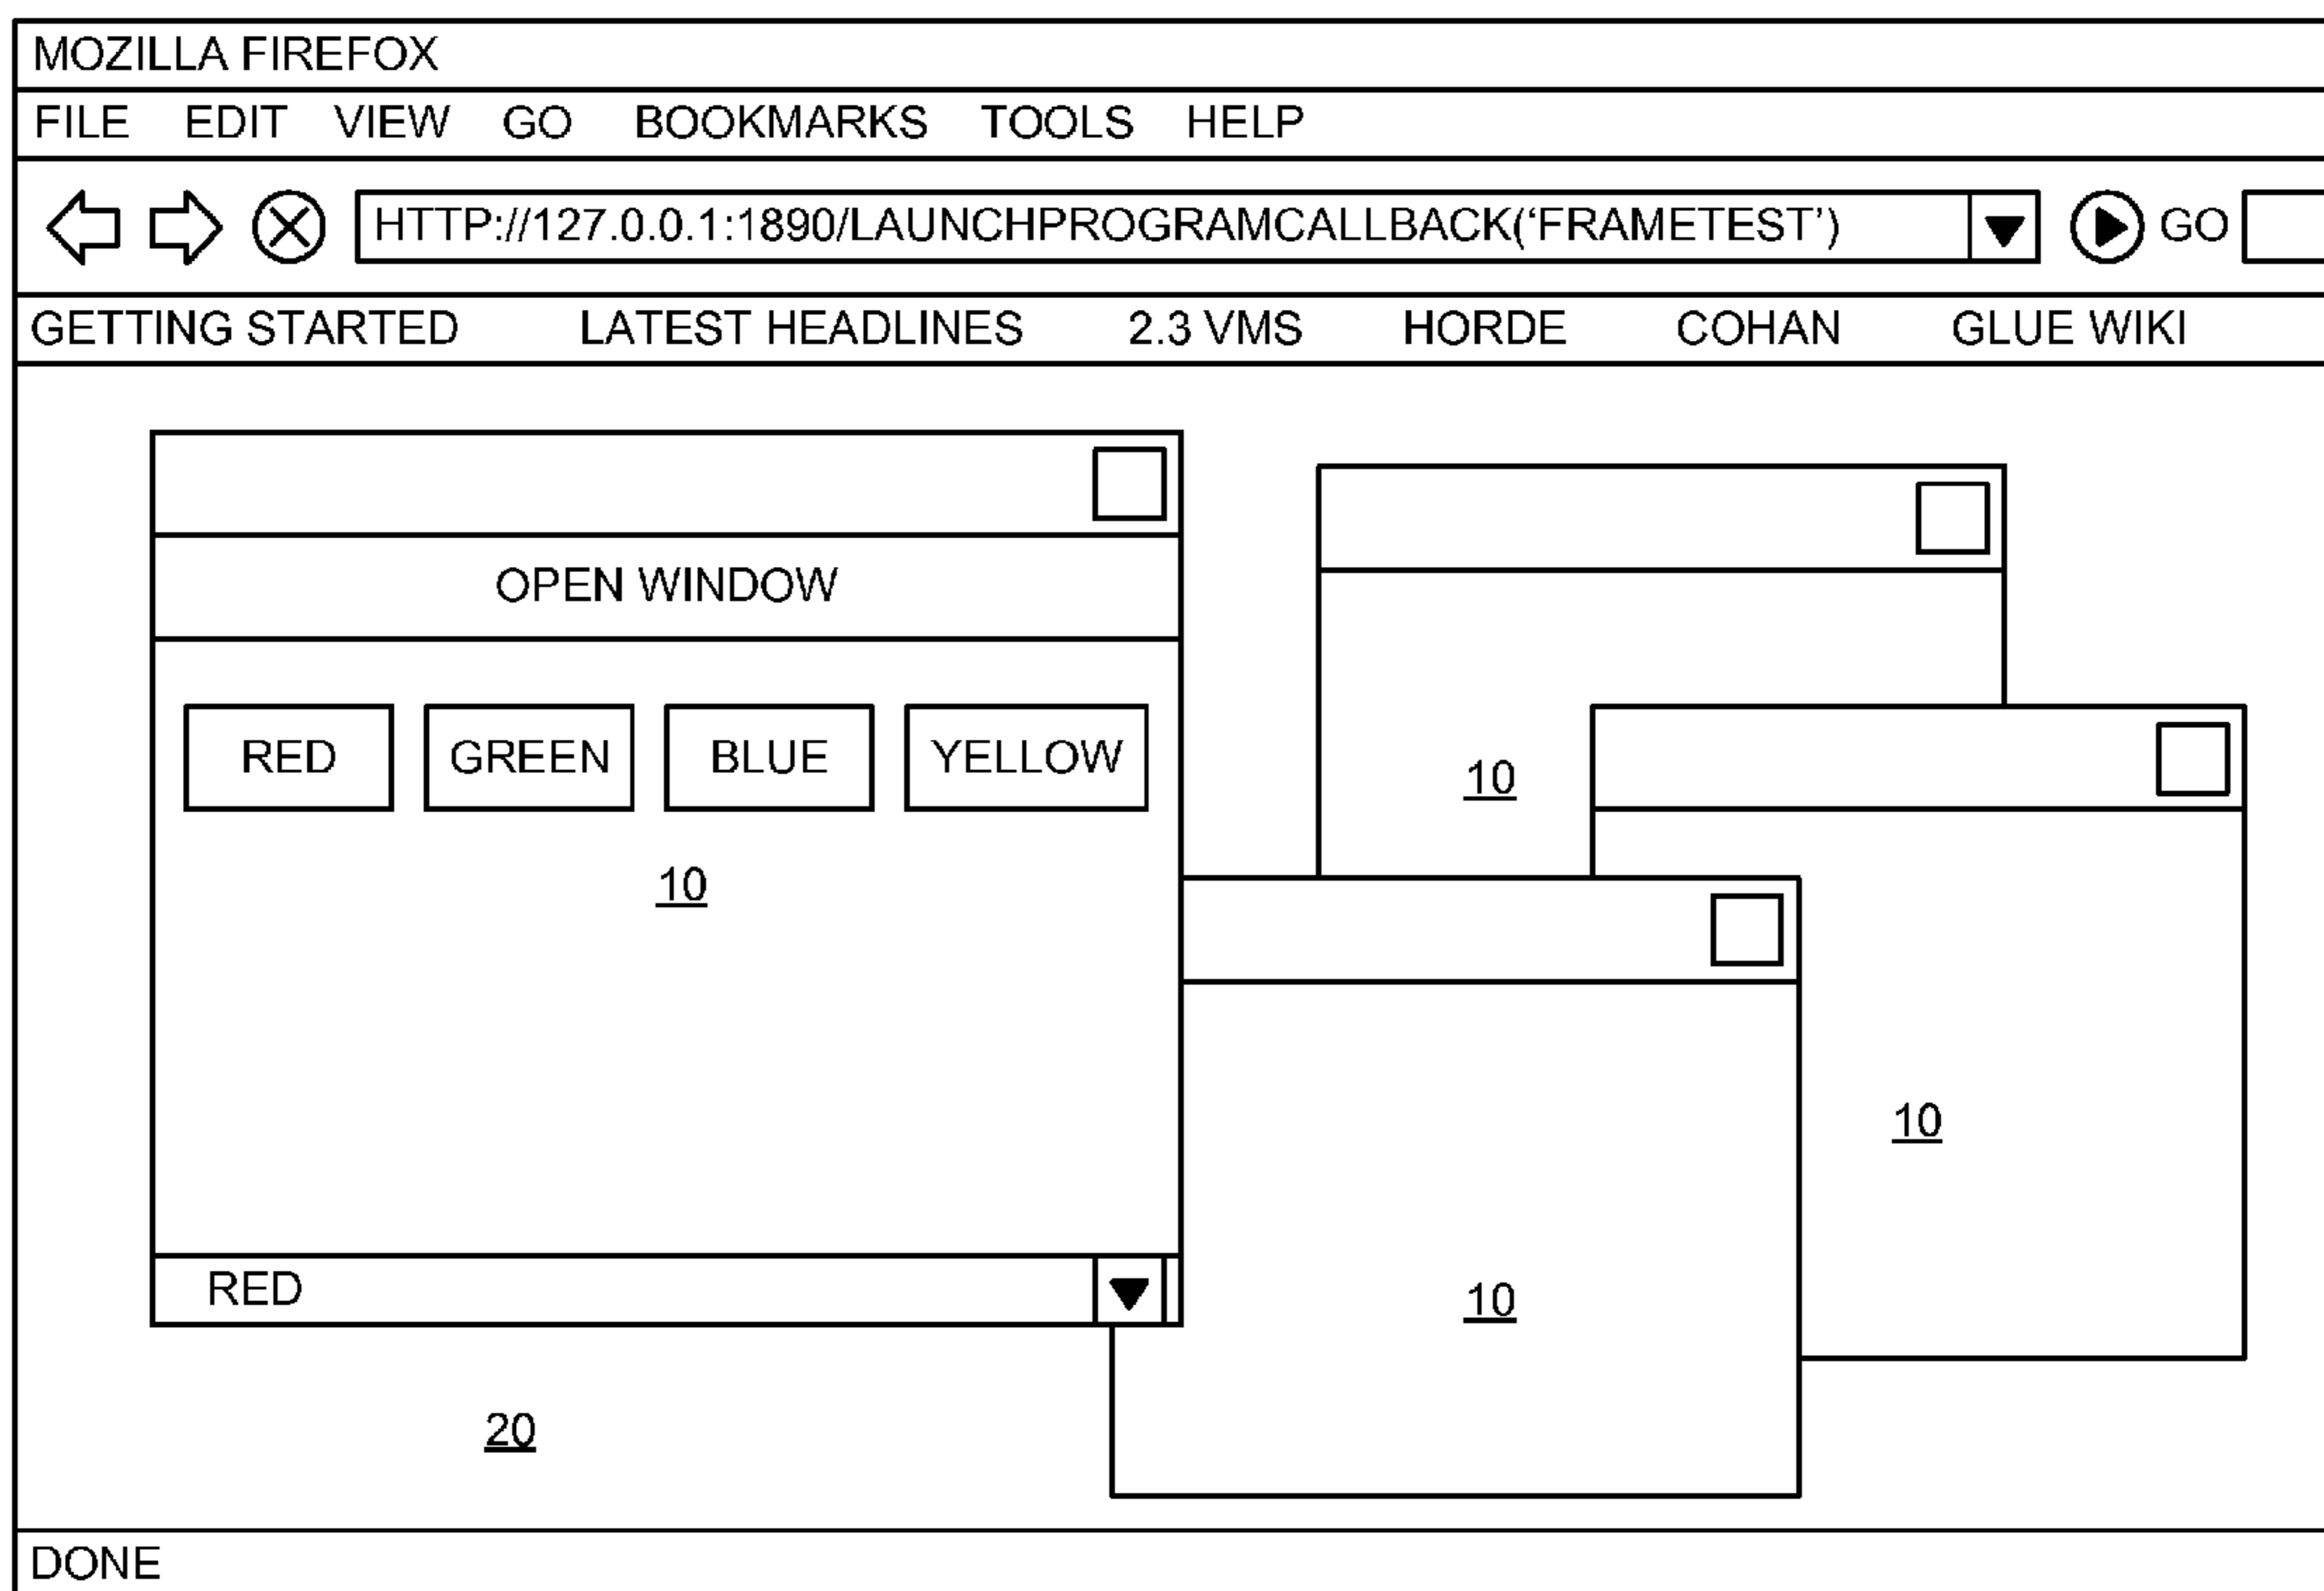 MOZILLA FIREFOX
FILE EDIT VIEW GO BOOKMARKS TOOLS HELP
HTTP://127.0.0.1:1890/LAUNCHPROGRAMCALLBACK(‘FRAMETEST’) GO
GETTING STARTED LATEST HEADLINES 2.3 VMS HORDE COHAN GLUE WIKI
OPEN WINDOW
RED GREEN BLUE YELLOW
10
10
10
10
RED
20
DONE